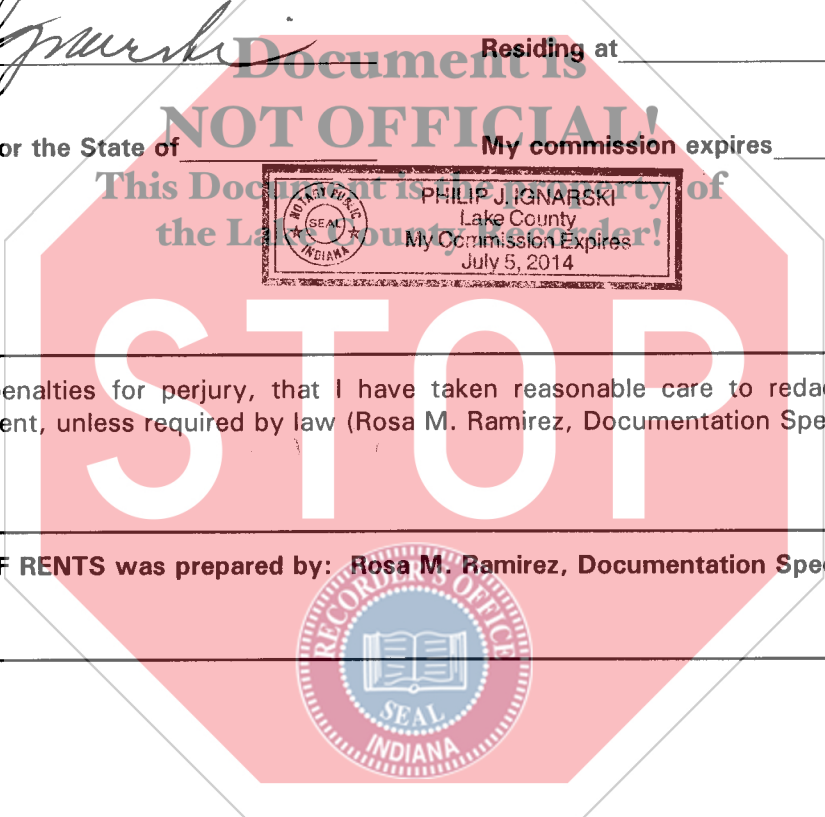 Ignarski
Residing at
Document is
NOT OFFICIAL!
or the State of
My commission expires
This Document is the property of
the Lake County Recorder!
NOTARY PUBLIC
SEAL
INDIANA
PHILIP J. IGNARSKI
Lake County
My Commission Expires
July 5, 2014
STOP
enalties for perjury, that I have taken reasonable care to reda
ent, unless required by law (Rosa M. Ramirez, Documentation Spe
F RENTS was prepared by: Rosa M. Ramirez, Documentation Spe
RECORDER'S OFFICE
SEAL
INDIANA